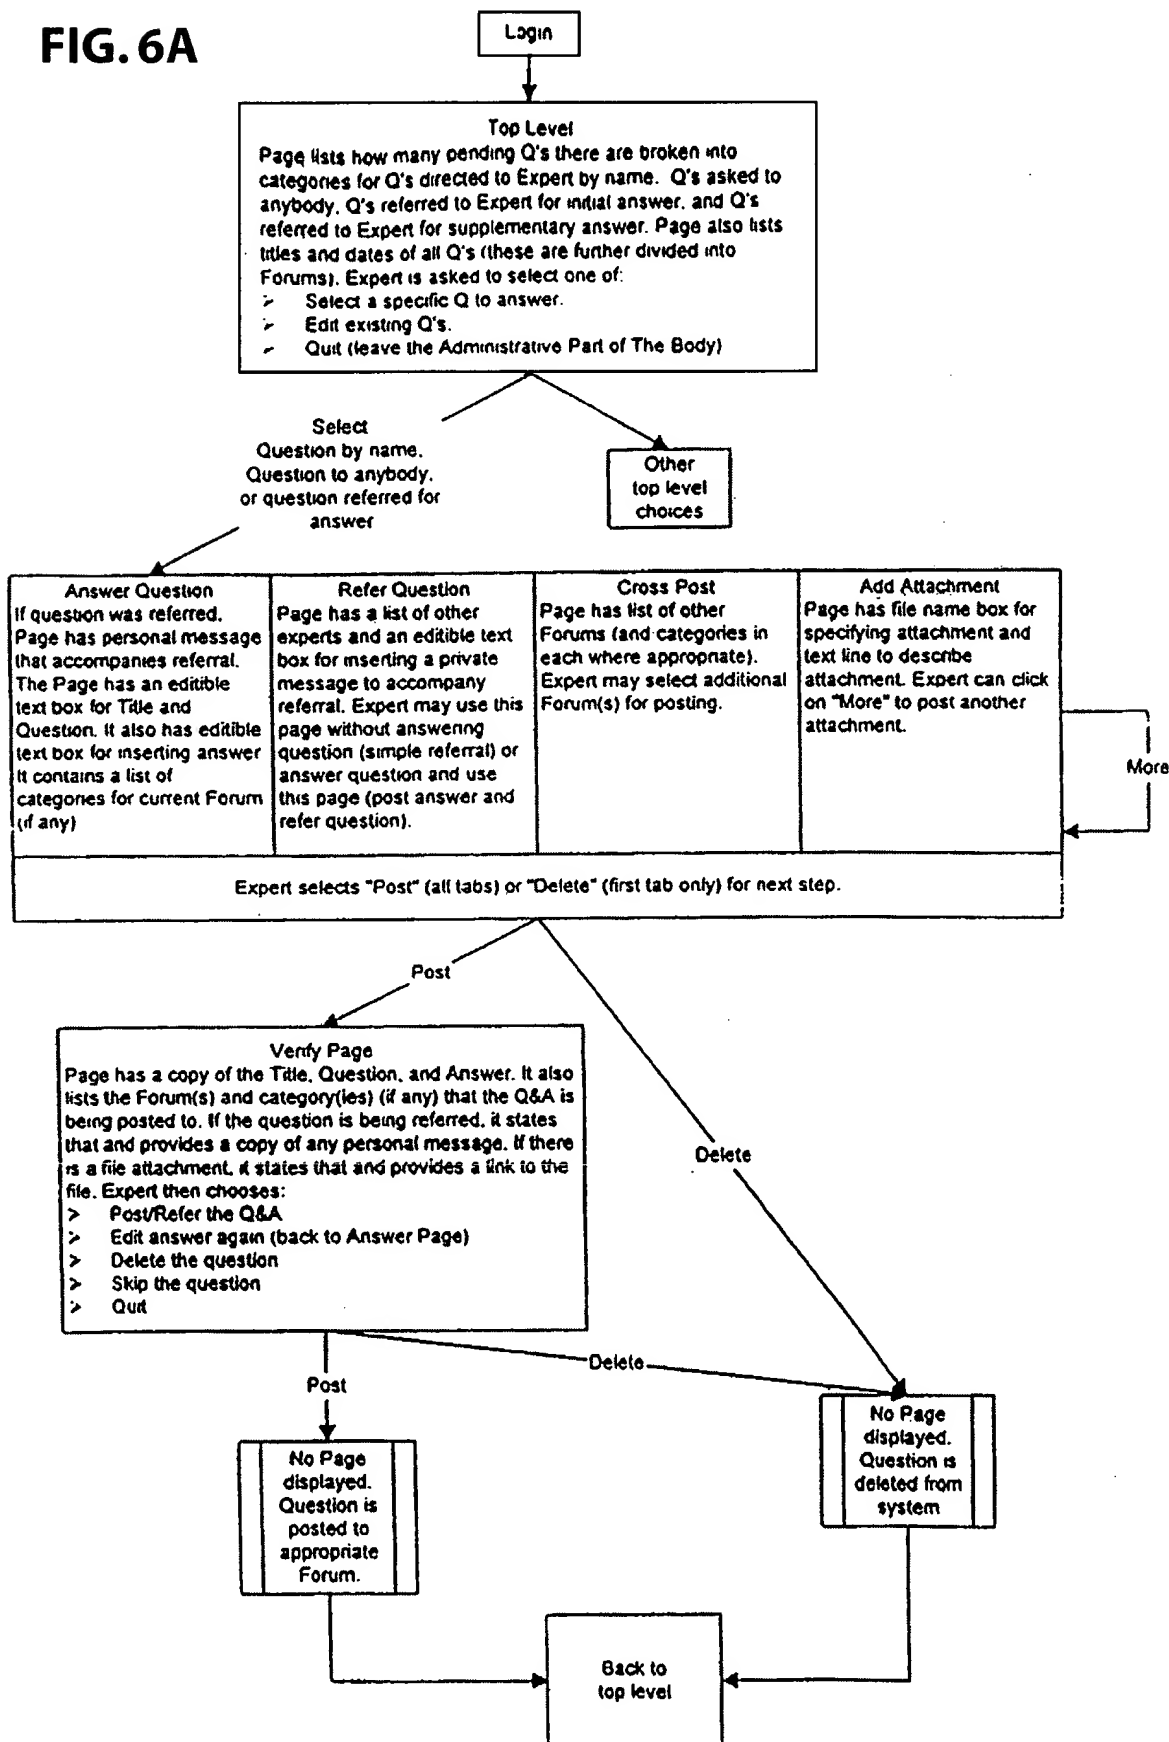 FIG. 6A
Login
Top Level
Page lists how many pending Q's there are broken into
categories for Q's directed to Expert by name. Q's asked to
anybody, Q's referred to Expert for initial answer, and Q's
referred to Expert for supplementary answer. Page also lists
titles and dates of all Q's (these are further divided into
Forums). Expert is asked to select one of:
➢ Select a specific Q to answer.
➢ Edit existing Q's.
➢ Quit (leave the Administrative Part of The Body)
Select
Question by name,
Question to anybody,
or question referred for
answer
Other
top level
choices
Answer Question
If question was referred,
Page has personal message
that accompanies referral.
The Page has an editible
text box for Title and
Question. It also has editible
text box for inserting answer
It contains a list of
categories for current Forum
(if any)
Refer Question
Page has a list of other
experts and an editible text
box for inserting a private
message to accompany
referral. Expert may use this
page without answering
question (simple referral) or
answer question and use
this page (post answer and
refer question).
Cross Post
Page has list of other
Forums (and categories in
each where appropriate).
Expert may select additional
Forum(s) for posting.
Add Attachment
Page has file name box for
specifying attachment and
text line to describe
attachment. Expert can click
on "More" to post another
attachment.
More
Expert selects "Post" (all tabs) or "Delete" (first tab only) for next step.
Post
Verify Page
Page has a copy of the Title, Question, and Answer. It also
lists the Forum(s) and category(ies) (if any) that the Q&A is
being posted to. If the question is being referred, it states
that and provides a copy of any personal message. If there
is a file attachment, it states that and provides a link to the
file. Expert then chooses:
➢ Post/Refer the Q&A
➢ Edit answer again (back to Answer Page)
➢ Delete the question
➢ Skip the question
➢ Quit
Delete
Delete
Post
No Page
displayed.
Question is
posted to
appropriate
Forum.
No Page
displayed.
Question is
deleted from
system
Back to
top level